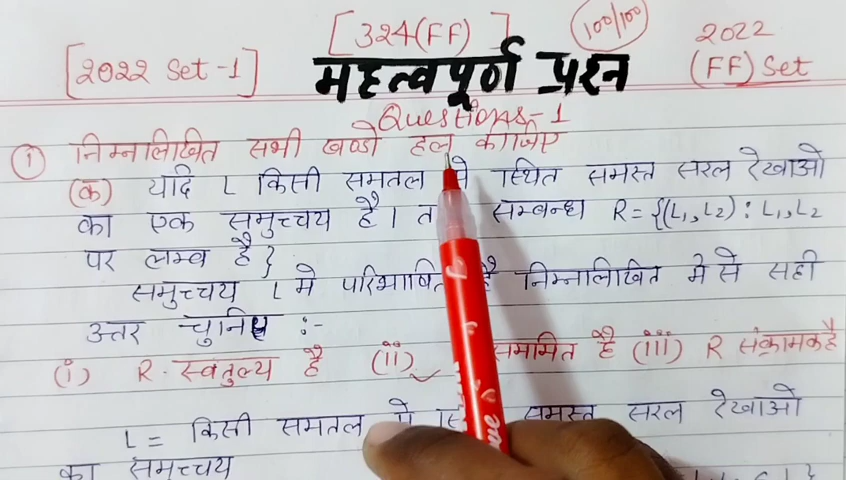 [324(FF)]
100/100
2022
[2022 Set-1]
महत्वपूर्ण प्रश्न
(FF) Set
Questions-1
① निम्नलिखित सभी खण्डो हल कीजिए
(क) यदि L किसी समतल मे स्थित समस्त सरल रेखाओ
का एक समुच्चय है। सम्बन्ध R = {(L₁, L₂) : L₁, L₂
पर लम्ब है}
समुच्चय L मे परिभाषित है निम्नलिखित मे से सही
उत्तर चुनिए :-
(i) R स्वतुल्य है (ii) सममित है (iii) R संक्रामक है
L = किसी समतल मे समस्त सरल रेखाओ
का समुच्चय